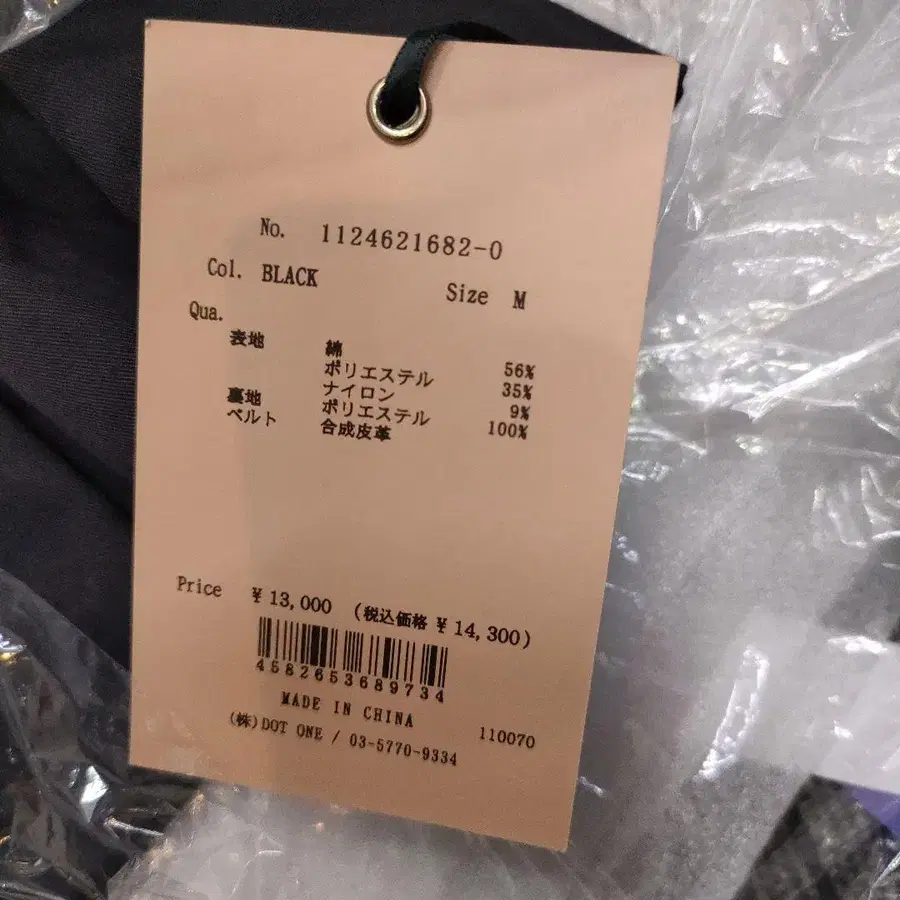 No. 1124621682-0
Col. BLACK Size M
Qua.
表地 綿 56%
ポリエステル 35%
ナイロン 9%
裏地 ポリエステル 100%
ベルト 合成皮革
Price ¥13,000 (税込価格 ¥14,300)
4582653689734
MADE IN CHINA
(株)DOT ONE / 03-5770-9334 110070